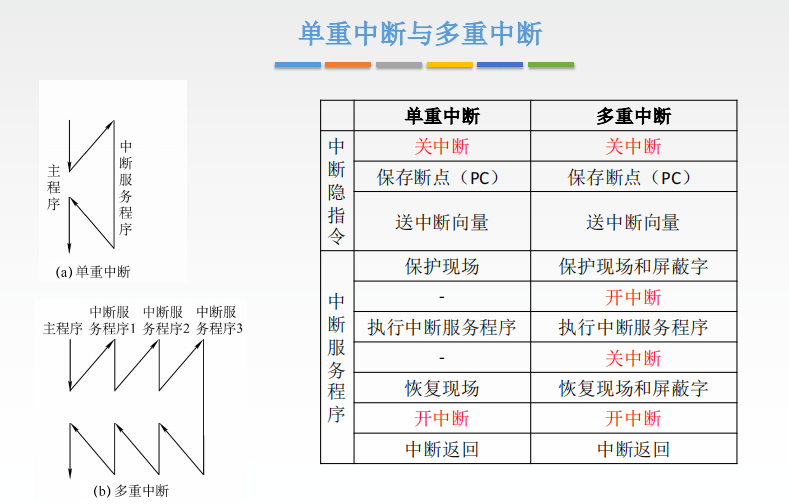 单重中断与多重中断
主程序
中断服务程序
(a) 单重中断
主程序
中断服务程序1
中断服务程序2
中断服务程序3
(b) 多重中断
单重中断 多重中断
中断隐指令
关中断 关中断
保存断点（PC） 保存断点（PC）
送中断向量 送中断向量
中断服务程序
保护现场 保护现场和屏蔽字
- 开中断
执行中断服务程序 执行中断服务程序
- 关中断
恢复现场 恢复现场和屏蔽字
开中断 开中断
中断返回 中断返回